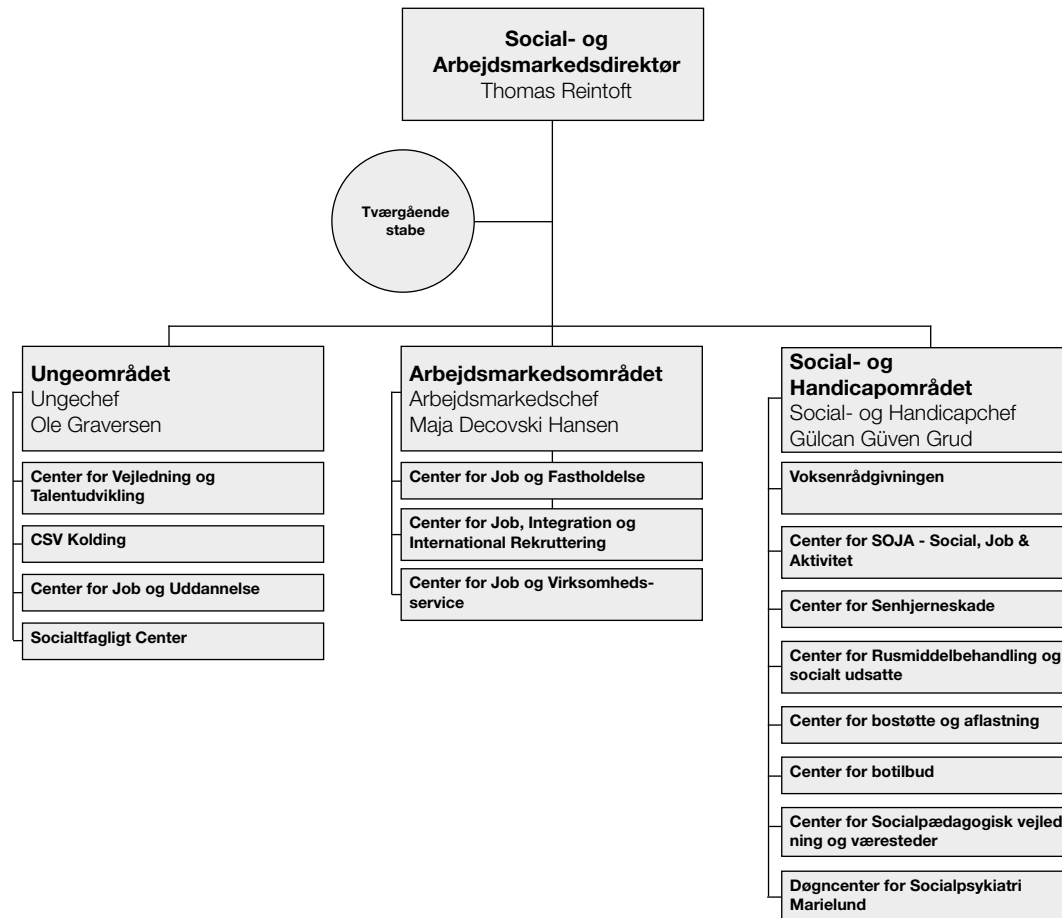 Social- og
Arbejdsmarkedsdirektør
Thomas Reintoft
Tværgående
stabe
Ungeområdet
Ungechef
Ole Graversen
Center for Vejledning og
Talentudvikling
CSV Kolding
Center for Job og Uddannelse
Socialtfagligt Center
Arbejdsmarkedsområdet
Arbejdsmarkedschef
Maja Decovski Hansen
Center for Job og Fastholdelse
Center for Job, Integration og
International Rekruttering
Center for Job og Virksomheds-
service
Social- og
Handicapområdet
Social- og Handicapchef
Gülcan Güven Grud
Voksenrådgivningen
Center for SOJA - Social, Job &
Aktivitet
Center for Senhjerneskade
Center for Rusmiddelbehandling og
socialt udsatte
Center for bostøtte og aflastning
Center for botilbud
Center for Socialpædagogisk vejled
ning og væresteder
Døgncenter for Socialpsykiatri
Marielund